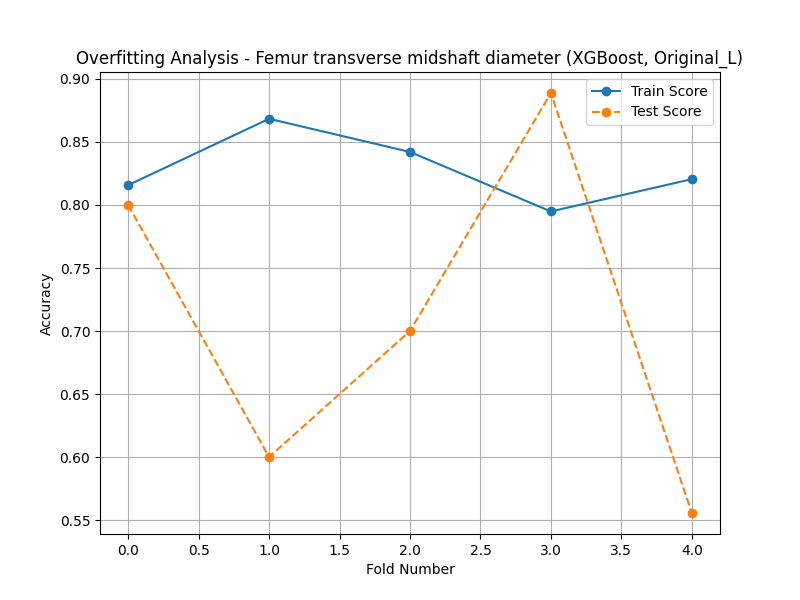 Overfitting Analysis - Femur transverse midshaft diameter (XGBoost, Original_L)
Train Score
Test Score
Accuracy
0.90
0.85
0.80
0.75
0.70
0.65
0.60
0.55
0.0 0.5 1.0 1.5 2.0 2.5 3.0 3.5 4.0
Fold Number